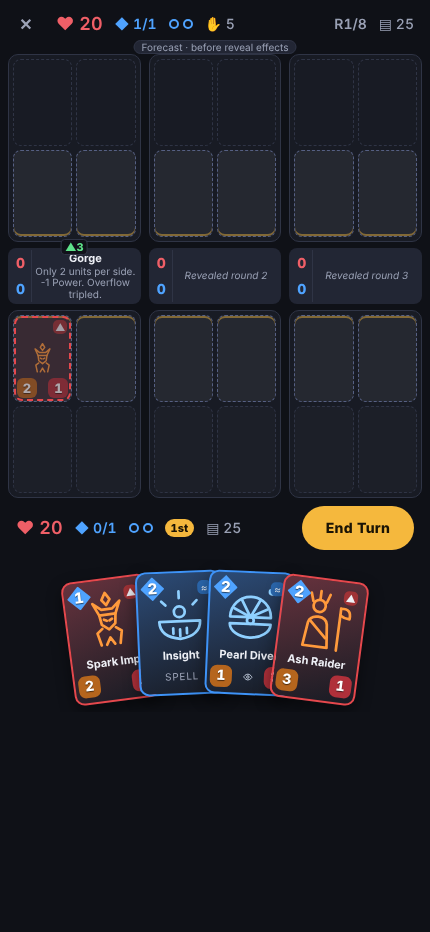 ✕ 20 1/1 5 R1/8 25
Forecast · before reveal effects
3
0
0
Gorge
Only 2 units per side.
-1 Power. Overflow
tripled.
0
0
Revealed round 2
0
0
Revealed round 3
2 1
20 0/1 1st 25
End Turn
1
Spark Imp
2
2
Insight
SPELL
2
Pearl Dive
1
2
Ash Raider
3
1